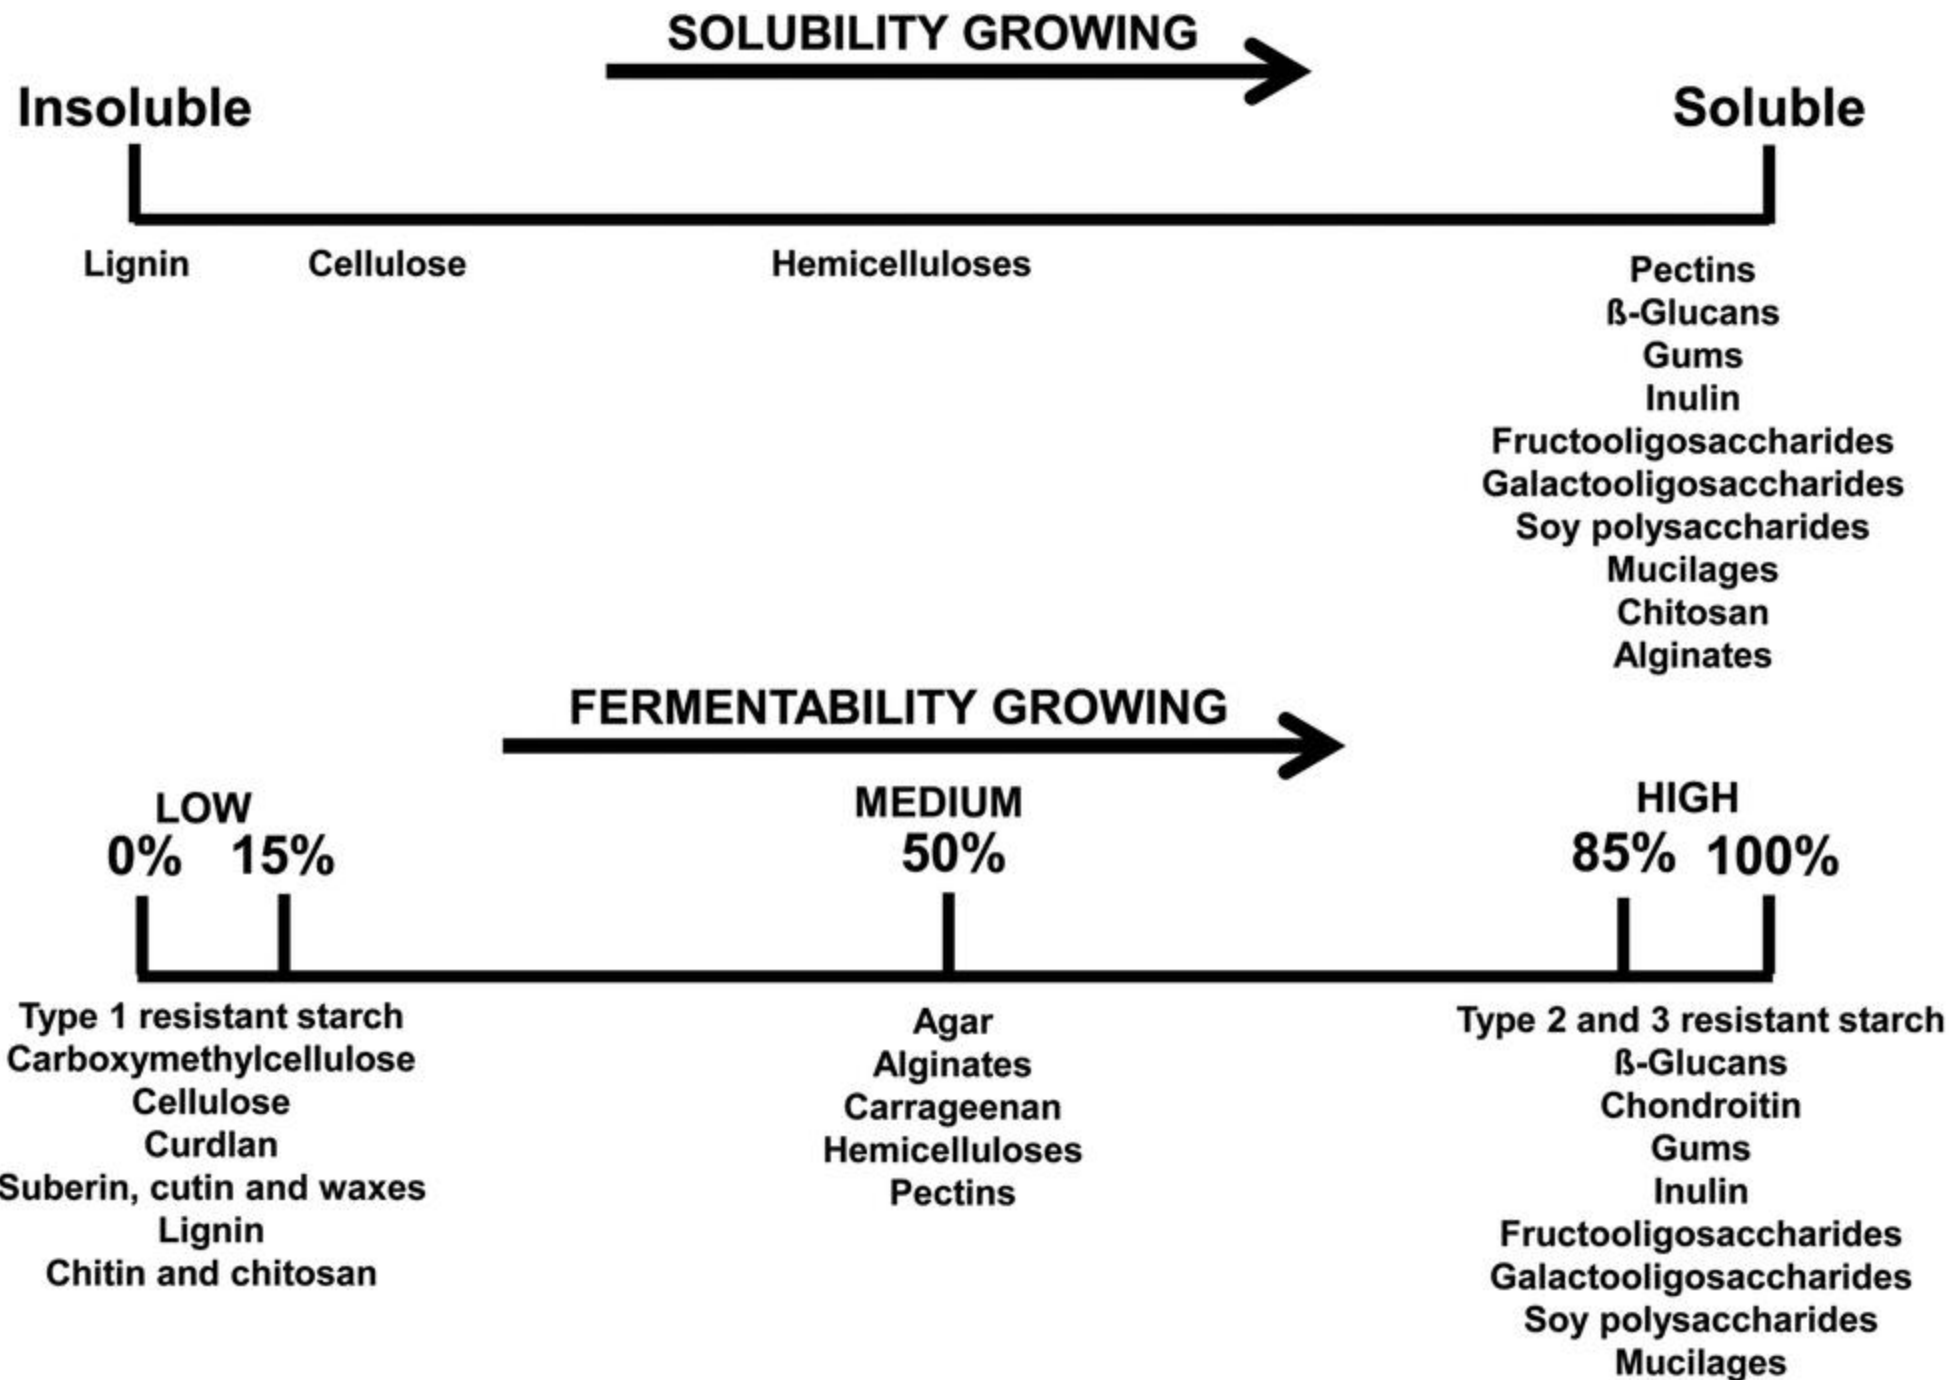 SOLUBILITY GROWING
Insoluble
Soluble
Lignin
Cellulose
Hemicelluloses
Pectins
ß-Glucans
Gums
Inulin
Fructooligosaccharides
Galactooligosaccharides
Soy polysaccharides
Mucilages
Chitosan
Alginates
FERMENTABILITY GROWING
LOW
MEDIUM
HIGH
0%
15%
50%
85%
100%
Type 1 resistant starch
Carboxymethylcellulose
Cellulose
Curdlan
Suberin, cutin and waxes
Lignin
Chitin and chitosan
Agar
Alginates
Carrageenan
Hemicelluloses
Pectins
Type 2 and 3 resistant starch
ß-Glucans
Chondroitin
Gums
Inulin
Fructooligosaccharides
Galactooligosaccharides
Soy polysaccharides
Mucilages